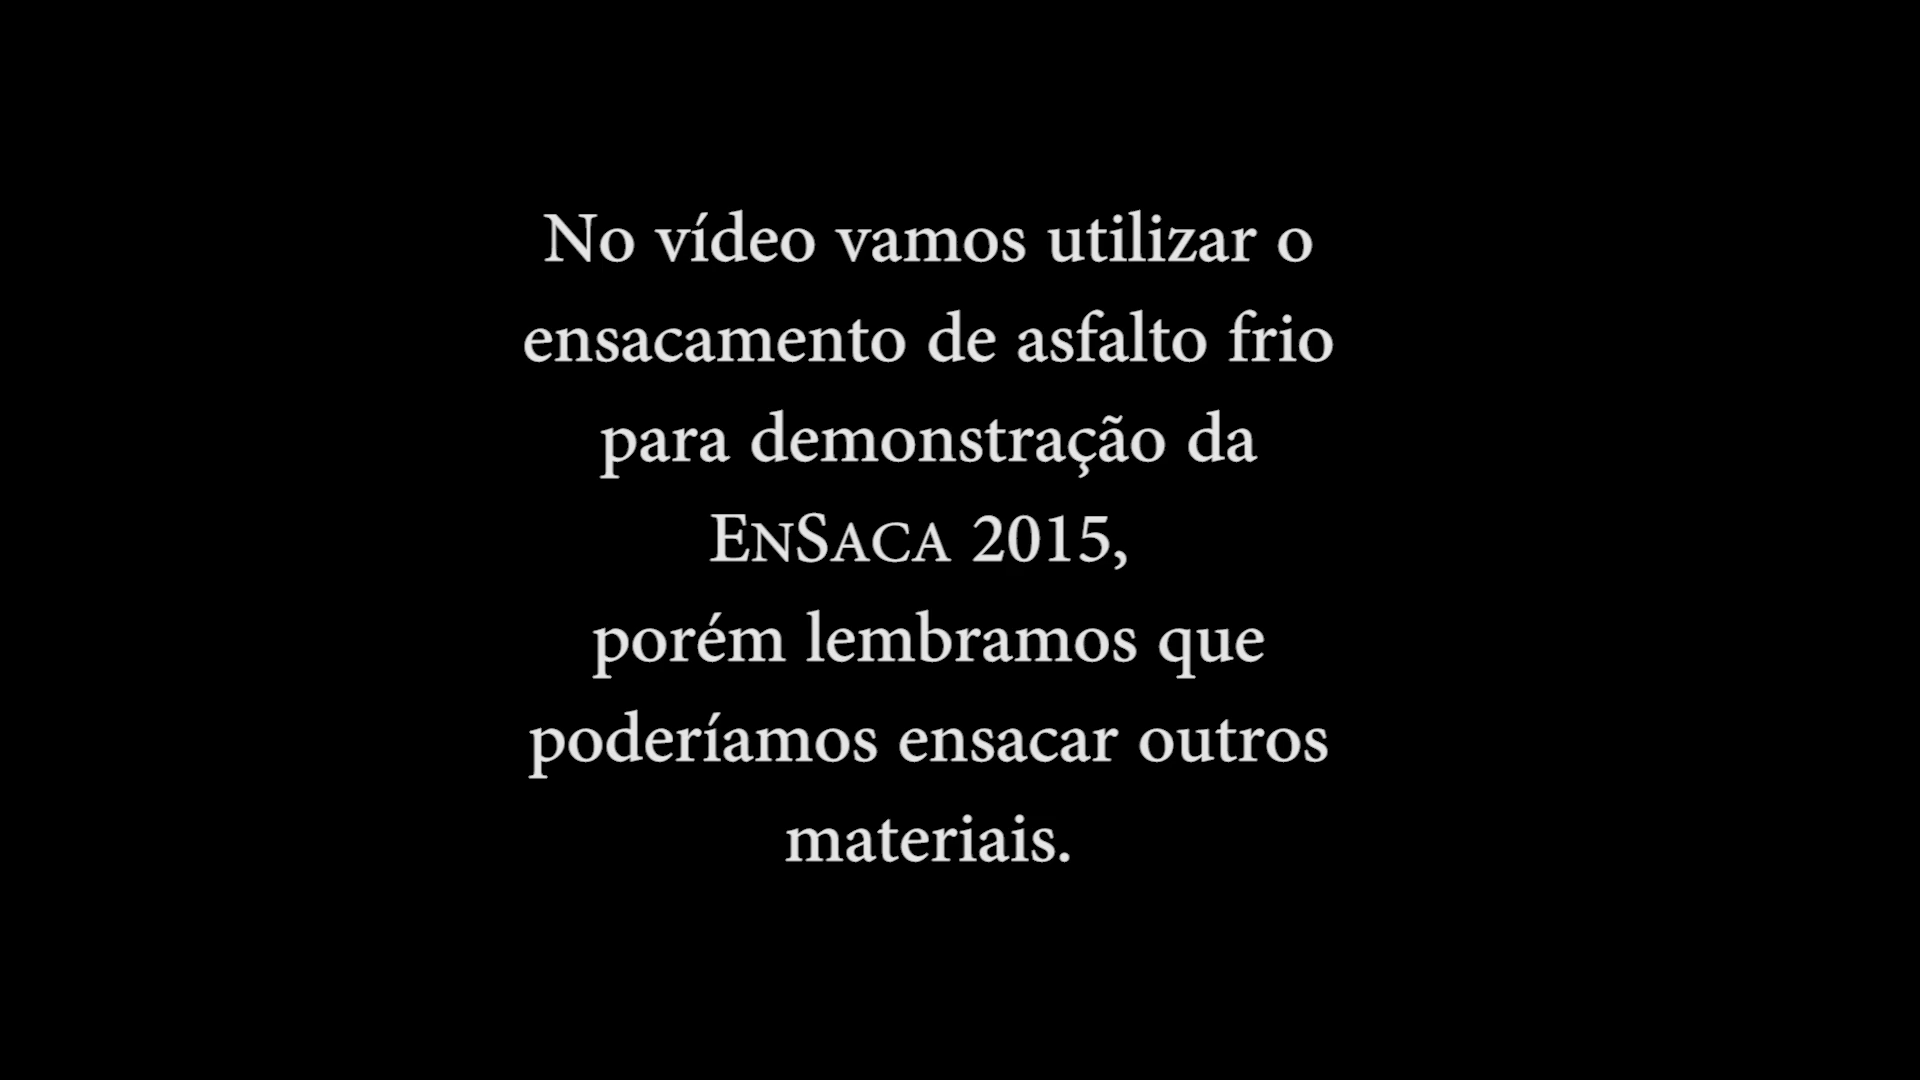 No vídeo vamos utilizar o
ensacamento de asfalto frio
para demonstração da
ENSACA 2015,
porém lembramos que
poderíamos ensacar outros
materiais.